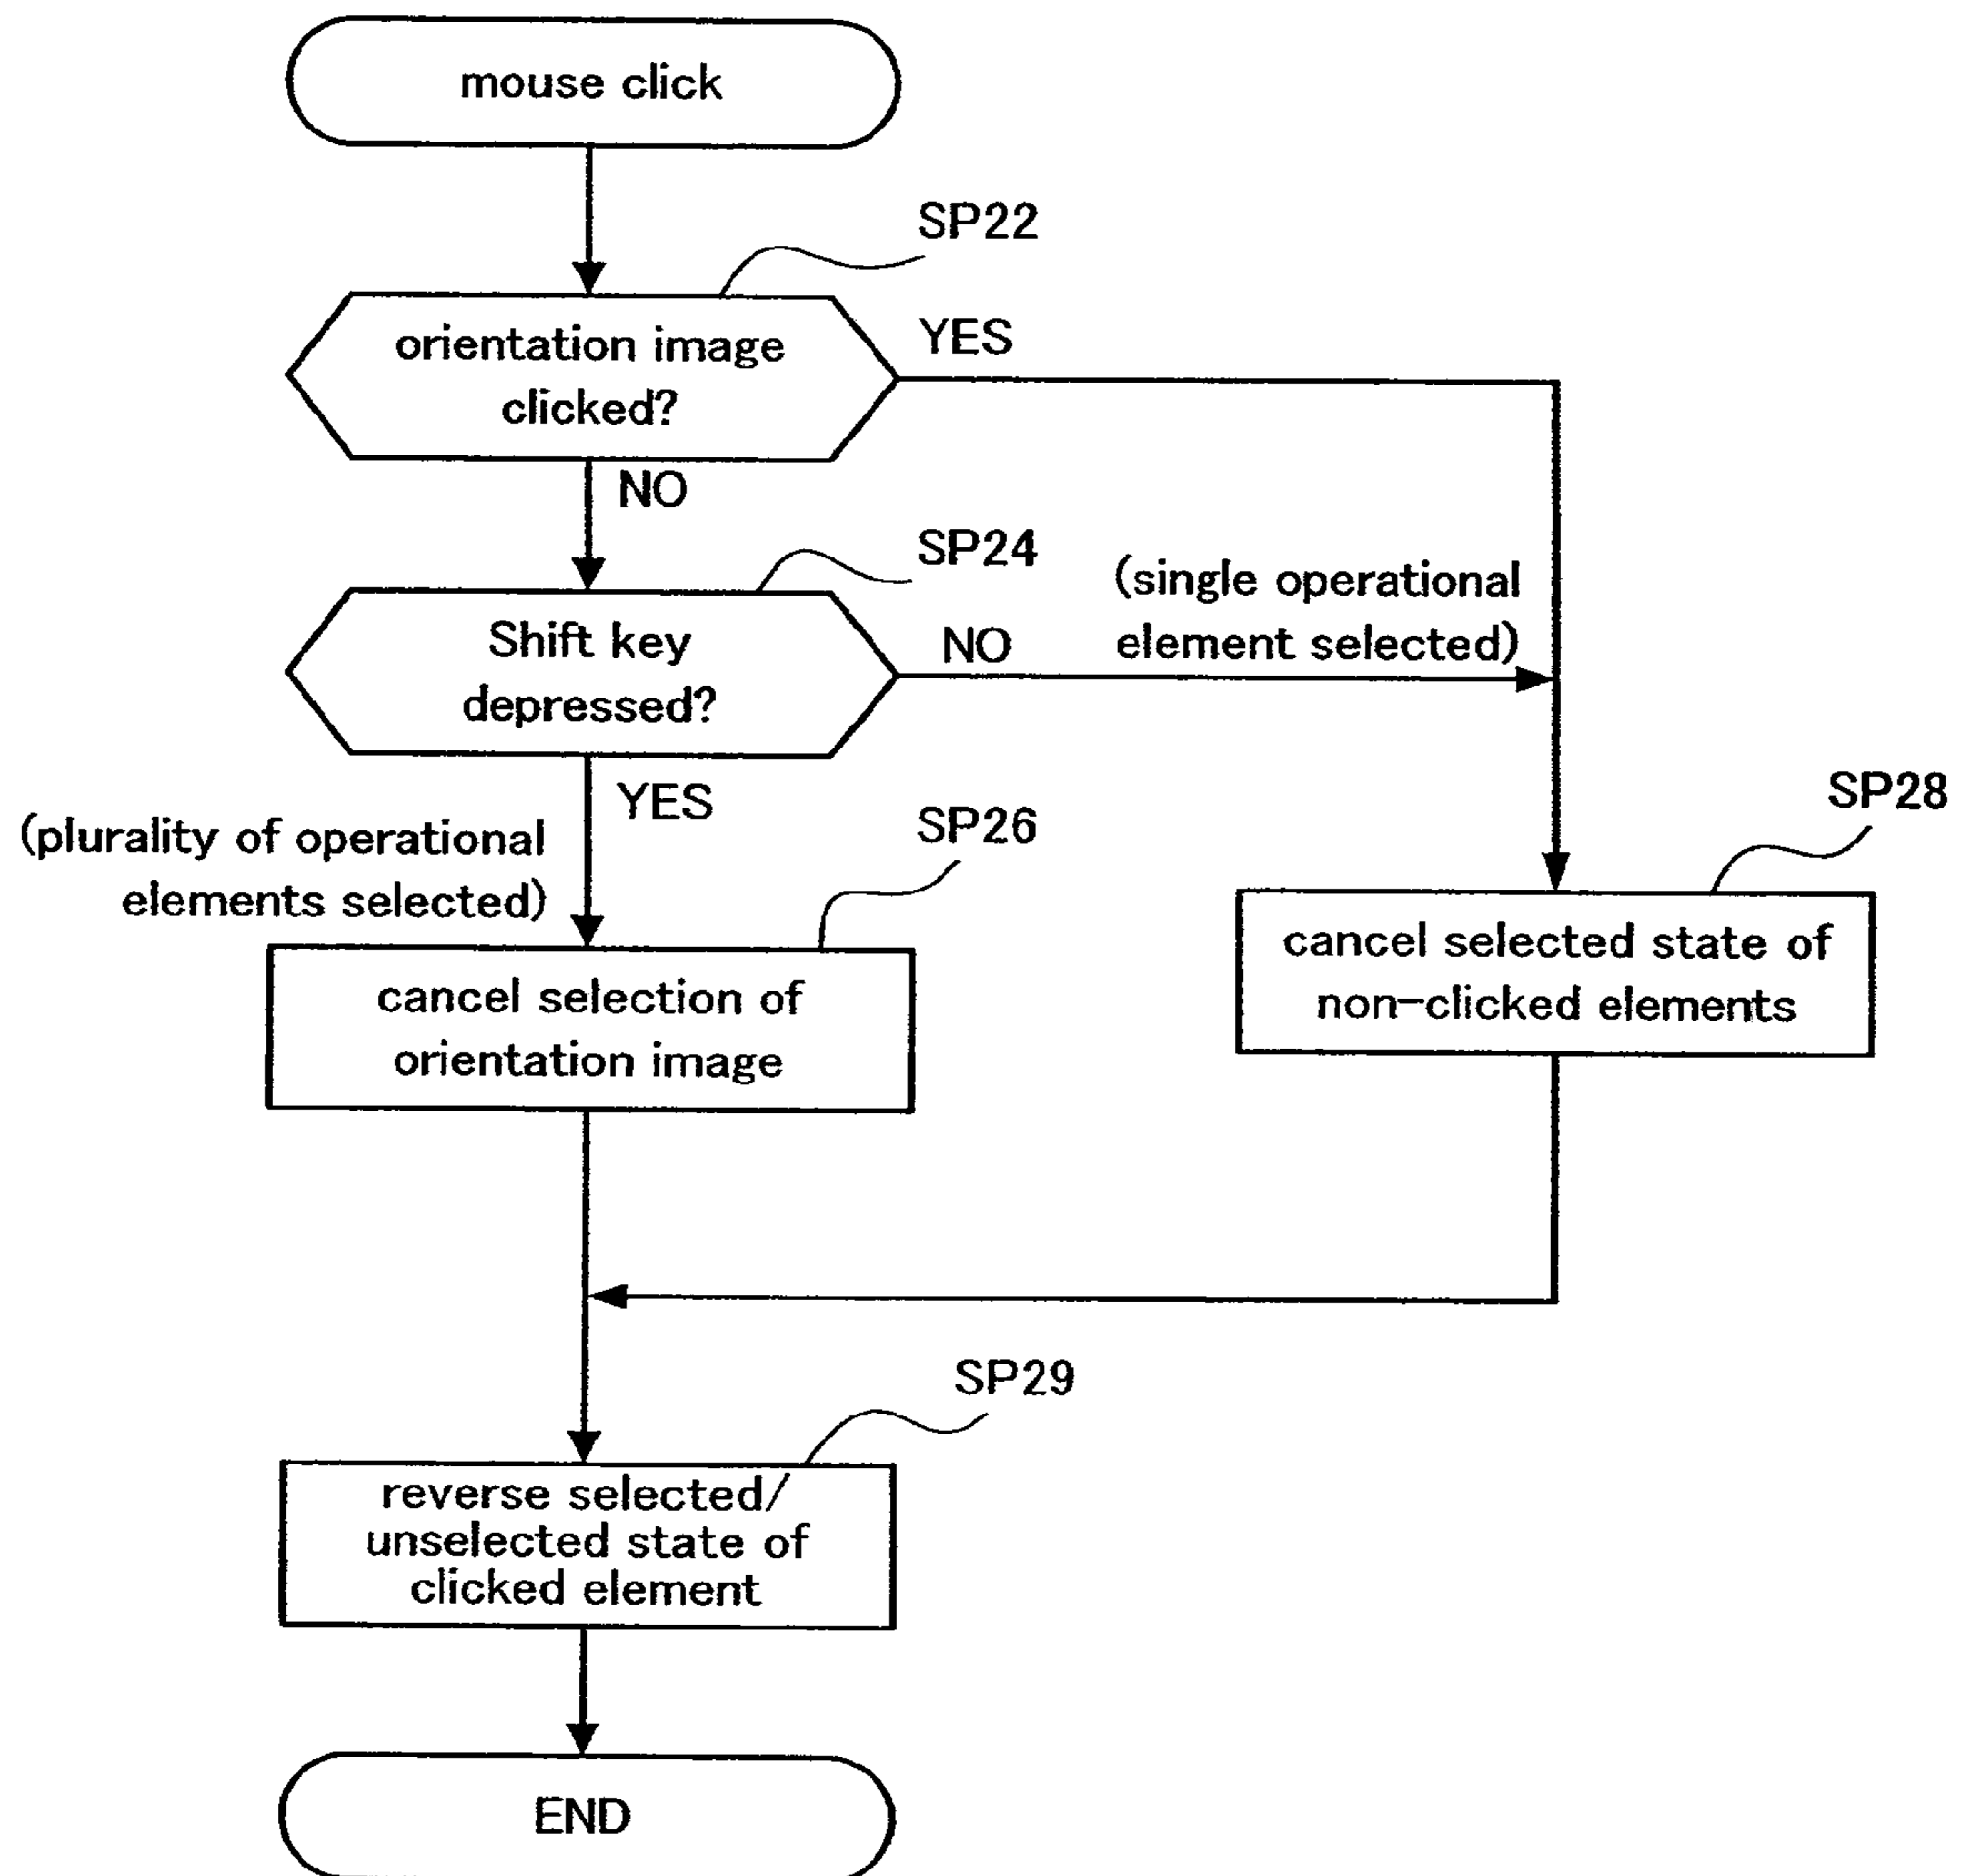 mouse click
SP22
orientation image
clicked?
YES
NO
SP24
Shift key
depressed?
NO
(single operational
element selected)
YES
(plurality of operational
elements selected)
SP26
SP28
cancel selection of
orientation image
cancel selected state of
non-clicked elements
SP29
reverse selected/
unselected state of
clicked element
END